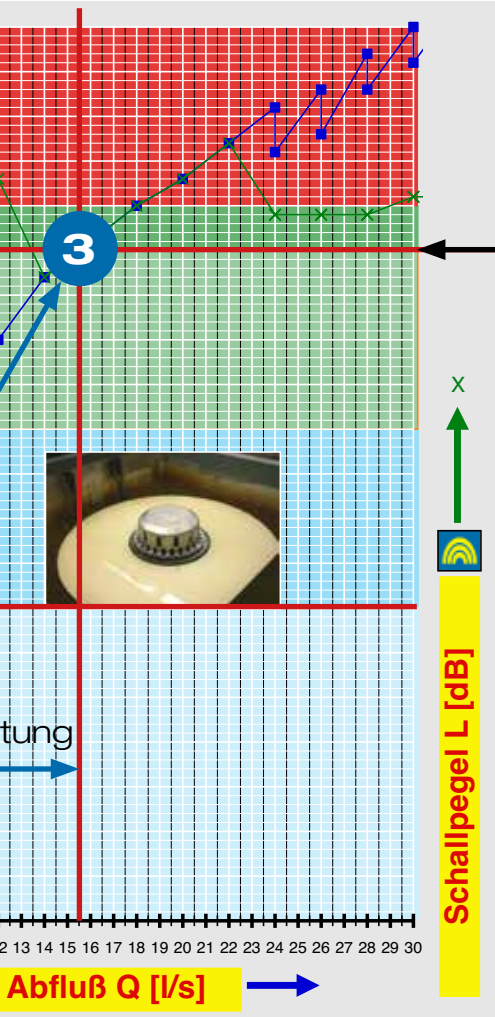 3
X
Schallpegel L [dB]
tung
2 13 14 15 16 17 18 19 20 21 22 23 24 25 26 27 28 29 30
Abfluß Q [l/s]